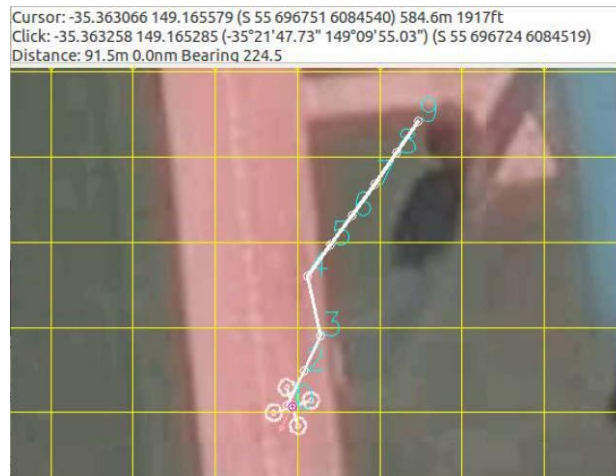 Cursor: -35.363066 149.165579 (S 55 696751 6084540) 584.6m 1917ft
Click: -35.363258 149.165285 (-35°21'47.73" 149°09'55.03") (S 55 696724 6084519)
Distance: 91.5m 0.0nm Bearing 224.5
9
8
7
6
5
4
3
2